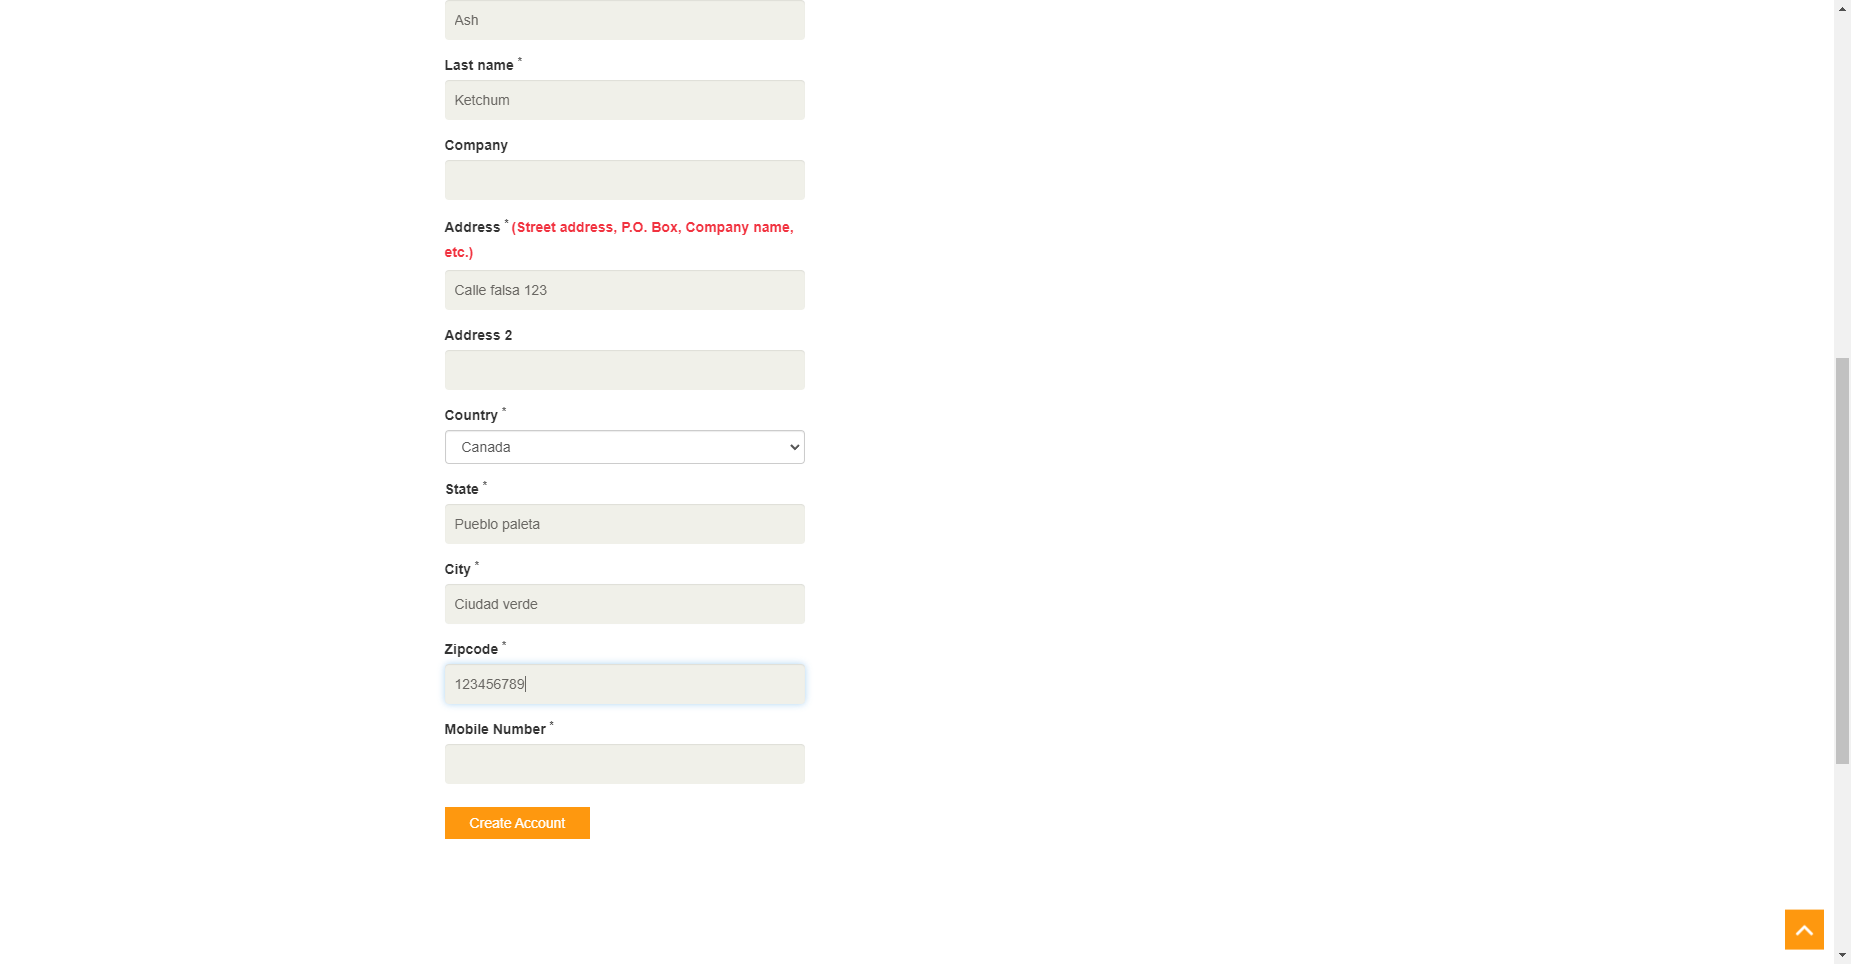 Ash
Last name *
Ketchum
Company
Address * (Street address, P.O. Box, Company name,
etc.)
Calle falsa 123
Address 2
Country *
Canada
State *
Pueblo paleta
City *
Ciudad verde
Zipcode *
123456789
Mobile Number *
Create Account